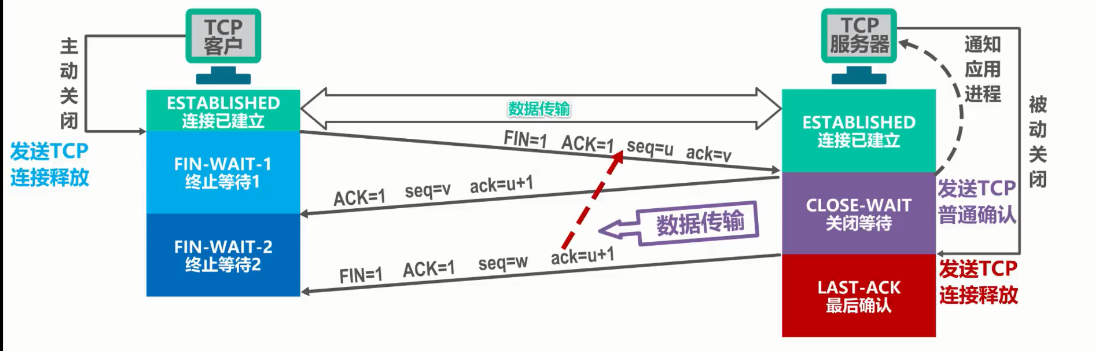 TCP
客户
TCP
服务器
主
动
关
闭
通知
应用
进程
被
动
关
闭
ESTABLISHED
连接已建立
数据传输
ESTABLISHED
连接已建立
FIN=1 ACK=1 seq=u ack=v
发送TCP
连接释放
FIN-WAIT-1
终止等待1
ACK=1 seq=v ack=u+1
CLOSE-WAIT
关闭等待
发送TCP
普通确认
数据传输
FIN-WAIT-2
终止等待2
FIN=1 ACK=1 seq=w ack=u+1
LAST-ACK
最后确认
发送TCP
连接释放